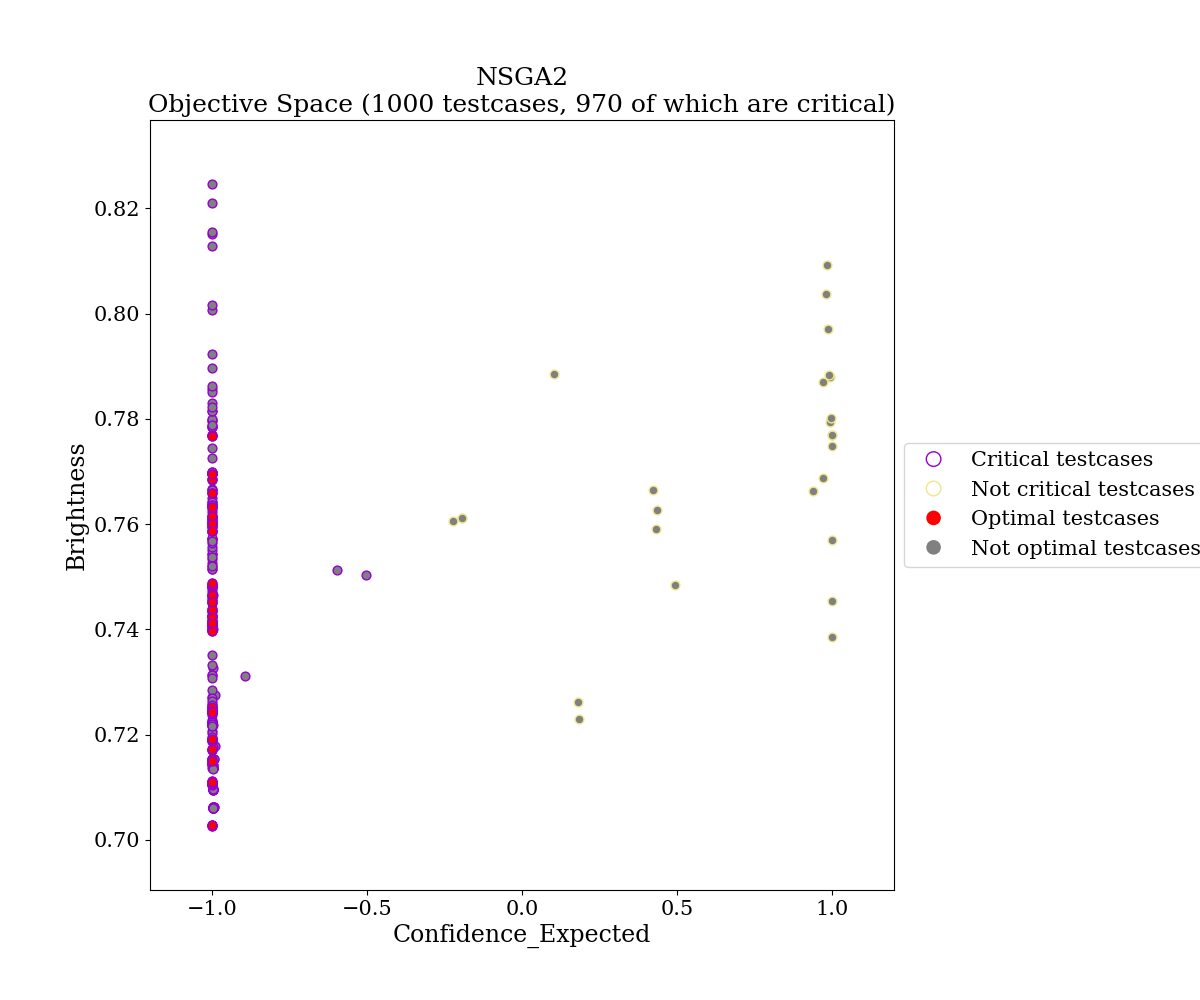 NSGA2
Objective Space (1000 testcases, 970 of which are critical)
0.82
0.80
0.78
0.76
0.74
0.72
0.70
Brightness
−1.0
−0.5
0.0
0.5
1.0
Confidence_Expected
Critical testcases
Not critical testcases
Optimal testcases
Not optimal testcases